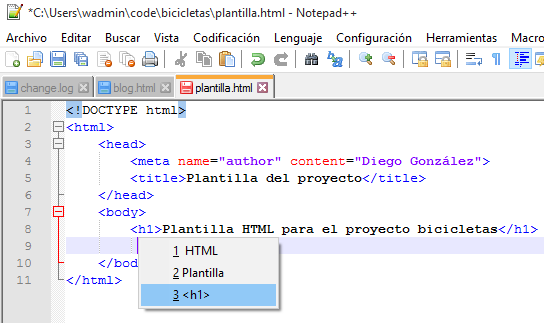 *C:\Users\wadmin\code\bicicletas\plantilla.html - Notepad++
Archivo Editar Buscar Vista Codificación Lenguaje Configuración Herramientas Mac
change.log blog.html plantilla.html
1 <!DOCTYPE html>
2 <html>
3 <head>
4 <meta name="author" content="Diego González">
5 <title>Plantilla del proyecto</title>
6 </head>
7 <body>
8 <h1>Plantilla HTML para el proyecto bicicletas</h1>
9
10 </bod
11 </html>
1 HTML
2 Plantilla
3 <h1>